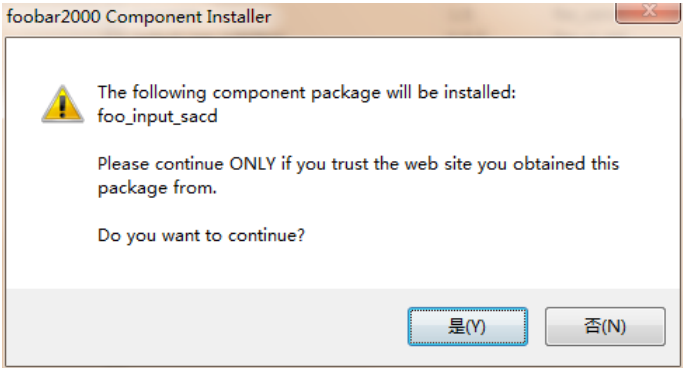 foobar2000 Component Installer
The following component package will be installed:
foo_input_sacd
Please continue ONLY if you trust the web site you obtained this
package from.
Do you want to continue?
是(Y)
否(N)